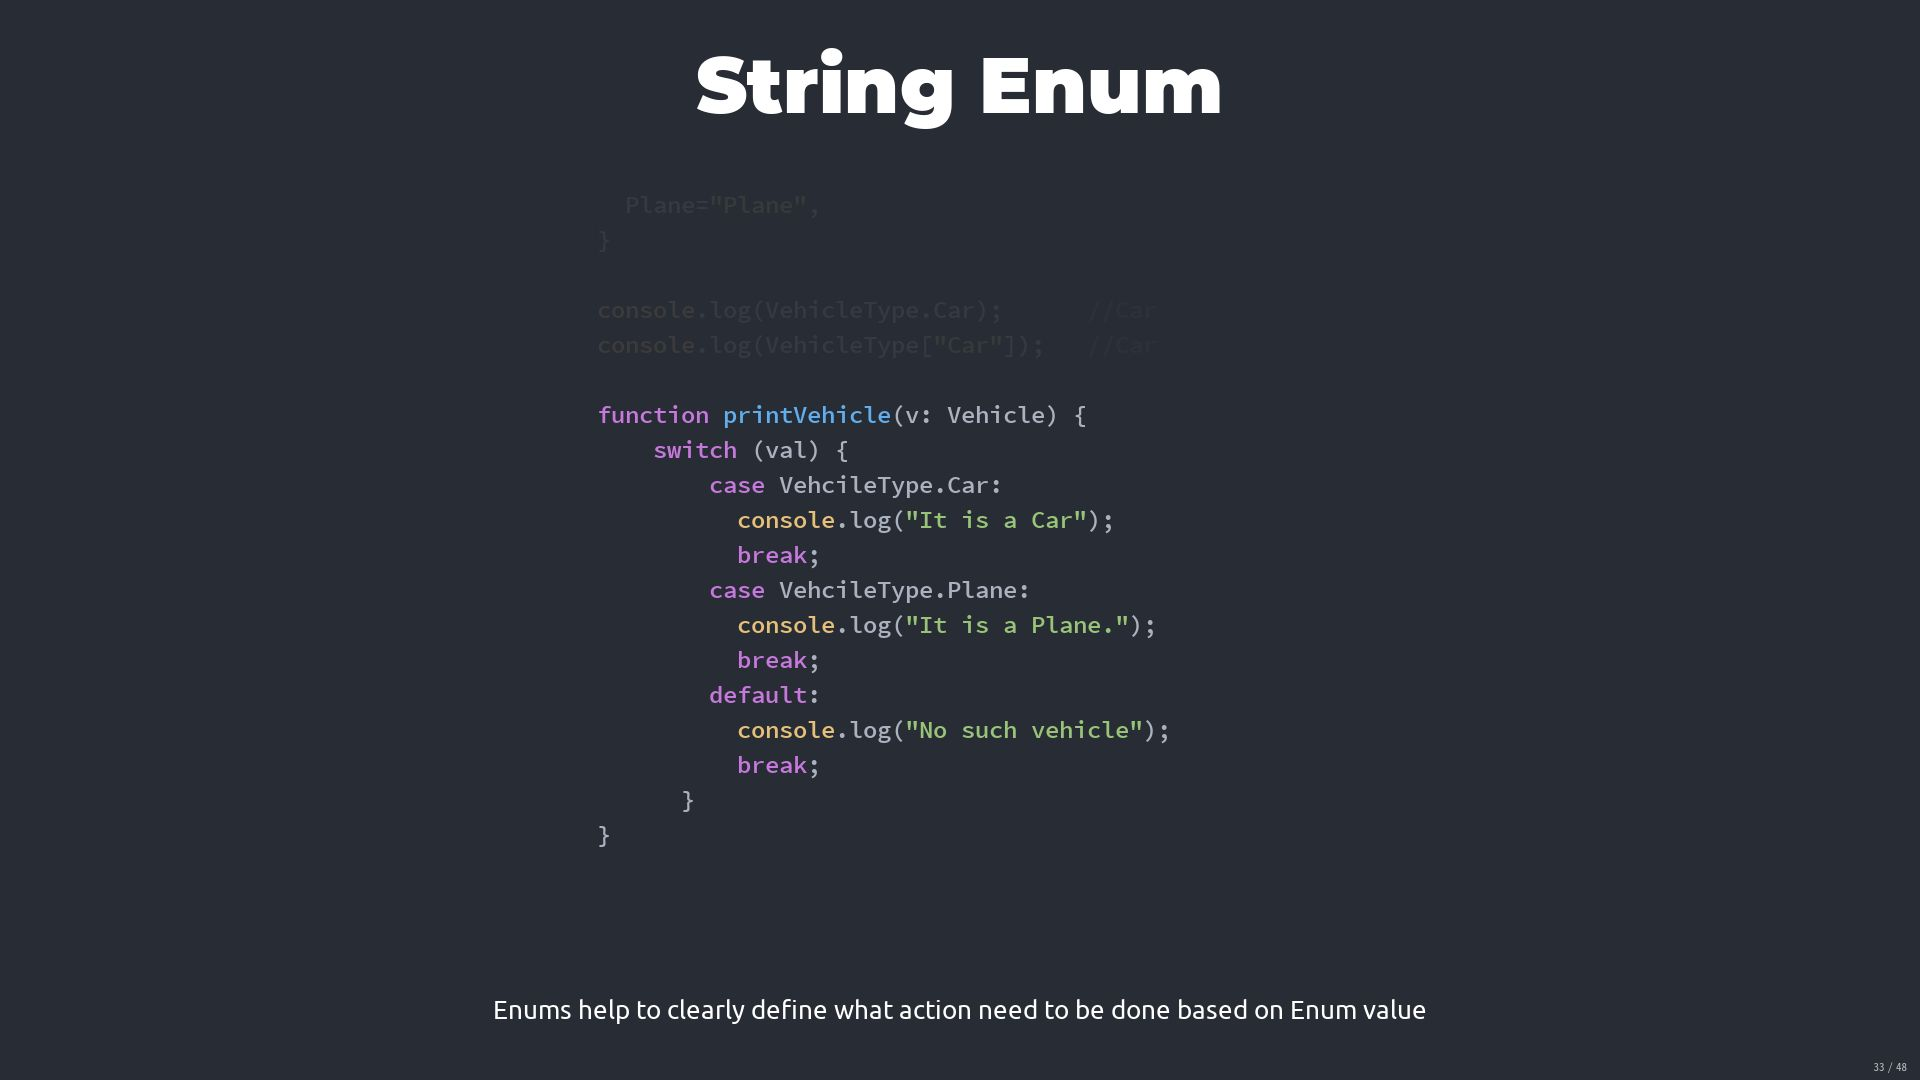 String Enum
Plane="Plane",
}
console.log(VehicleType.Car);      //Car
console.log(VehicleType["Car"]);   //Car
function printVehicle(v: Vehicle) {
    switch (val) {
        case VehcileType.Car:
          console.log("It is a Car");
          break;
        case VehcileType.Plane:
          console.log("It is a Plane.");
          break;
        default:
          console.log("No such vehicle");
          break;
      }
}
Enums help to clearly define what action need to be done based on Enum value
33 / 48